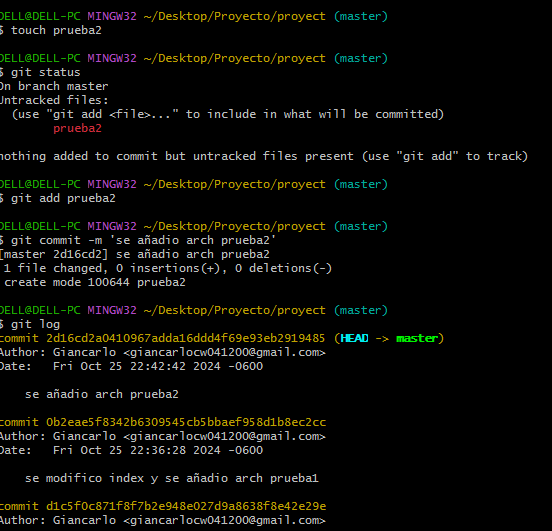 DELL@DELL-PC MINGW32 ~/Desktop/Proyecto/project (master)
$ touch prueba2
DELL@DELL-PC MINGW32 ~/Desktop/Proyecto/project (master)
$ git status
On branch master
Untracked files:
(use "git add <file>..." to include in what will be committed)
prueba2
nothing added to commit but untracked files present (use "git add" to track)
DELL@DELL-PC MINGW32 ~/Desktop/Proyecto/project (master)
$ git add prueba2
DELL@DELL-PC MINGW32 ~/Desktop/Proyecto/project (master)
$ git commit -m 'se añadio arch prueba2'
[master 2d16cd2] se añadio arch prueba2
1 file changed, 0 insertions(+), 0 deletions(-)
create mode 100644 prueba2
DELL@DELL-PC MINGW32 ~/Desktop/Proyecto/project (master)
$ git log
commit 2d16cd2a0410967adda16ddd4f69e93eb2919485 (HEAD -> master)
Author: Giancarlo <giancarlocw041200@gmail.com>
Date: Fri Oct 25 22:42:42 2024 -0600
se añadio arch prueba2
commit 0b2eae5f8342b6309545cb5bbaef958d1b8ec2cc
Author: Giancarlo <giancarlocw041200@gmail.com>
Date: Fri Oct 25 22:36:28 2024 -0600
se modifico index y se añadio arch prueba1
commit d1c5f0c871f8f7b2e948e027d9a8638f8e42e29e
Author: Giancarlo <giancarlocw041200@gmail.com>